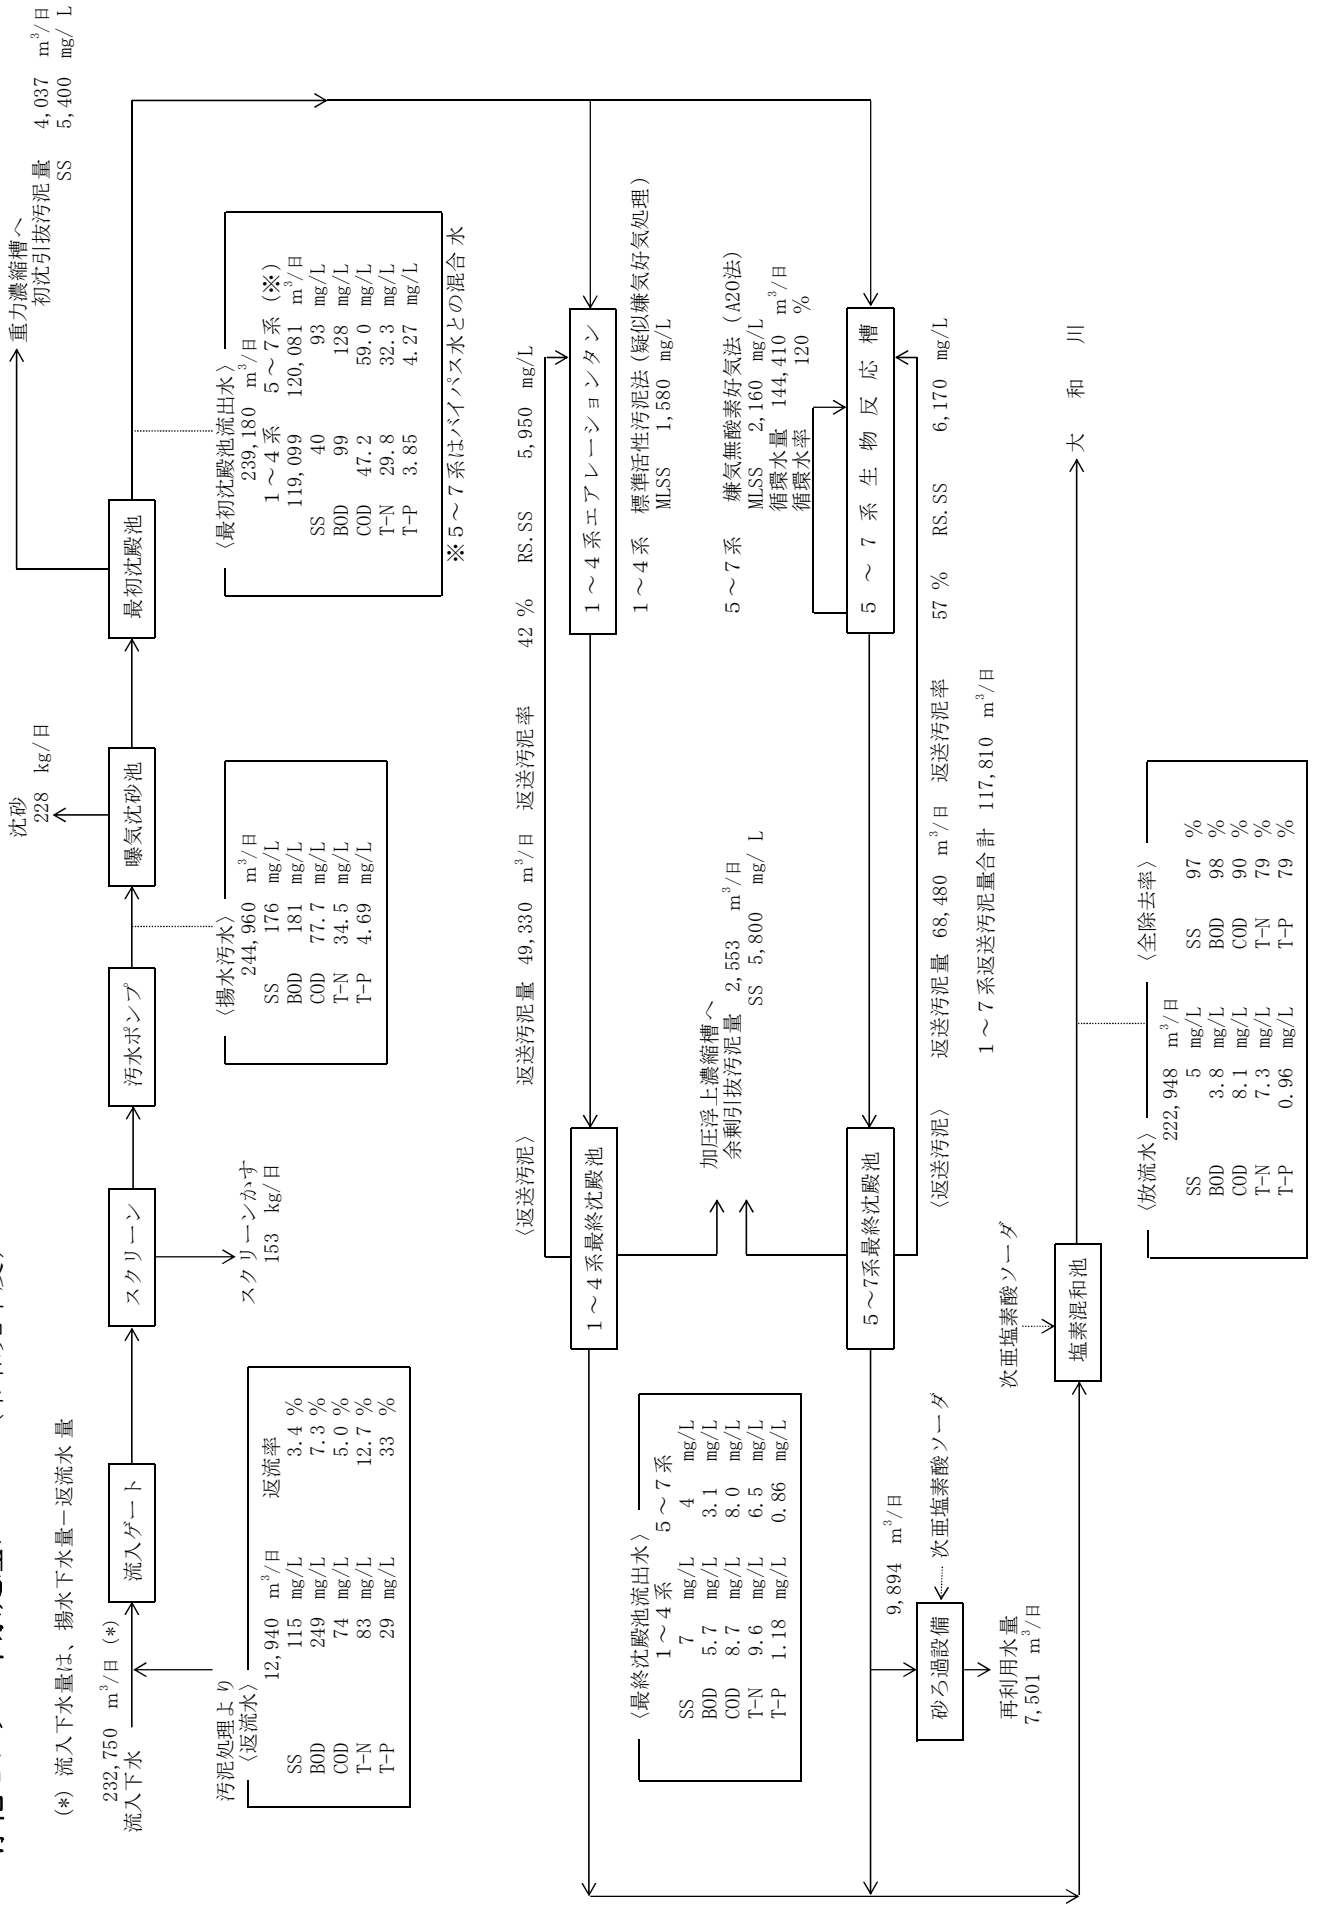 (*) 流入下水量は、揚水下水量－返流水量
232,750 m³/日 (*)
流入下水
流入ゲート
スクリーン
汚水ポンプ
曝気沈砂池
最初沈殿池
スクリーンかす
153 kg/日
沈砂
228 kg/日
重力濃縮槽へ
初沈引抜汚泥量 4,037 m³/日
SS 5,400 mg/L
汚泥処理より
〈返流水〉
12,940 m³/日 返流率
SS 115 mg/L 3.4 %
BOD 249 mg/L 7.3 %
COD 74 mg/L 5.0 %
T-N 83 mg/L 12.7 %
T-P 29 mg/L 33 %
〈揚水汚水〉
244,960 m³/日
SS 176 mg/L
BOD 181 mg/L
COD 77.7 mg/L
T-N 34.5 mg/L
T-P 4.69 mg/L
〈最初沈殿池流出水〉
239,180 m³/日
1～4系 5～7系 (※)
119,099 120,081 m³/日
SS 40 93 mg/L
BOD 99 128 mg/L
COD 47.2 59.0 mg/L
T-N 29.8 32.3 mg/L
T-P 3.85 4.27 mg/L
※5～7系はバイパス水との混合水
〈返送汚泥〉 返送汚泥量 49,330 m³/日 返送汚泥率 42 % RS.SS 5,950 mg/L
1～4系最終沈殿池
1～4系エアレーションタン
1～4系 標準活性汚泥法 (疑似嫌気好気処理)
MLSS 1,580 mg/L
加圧浮上濃縮槽へ
余剰引抜汚泥量 2,553 m³/日
SS 5,800 mg/L
5～7系 嫌気無酸素好気法 (A20法)
MLSS 2,160 mg/L
循環水量 144,410 m³/日
循環水率 120 %
5～7系最終沈殿池
5～7系生物反応槽
〈返送汚泥〉 返送汚泥量 68,480 m³/日 返送汚泥率 57 % RS.SS 6,170 mg/L
1～7系返送汚泥量合計 117,810 m³/日
〈最終沈殿池流出水〉
1～4系 5～7系
SS 7 mg/L 4 mg/L
BOD 5.7 mg/L 3.1 mg/L
COD 8.7 mg/L 8.0 mg/L
T-N 9.6 mg/L 6.5 mg/L
T-P 1.18 mg/L 0.86 mg/L
9,894 m³/日
砂ろ過設備
次亜塩素酸ソーダ
再利用水量
7,501 m³/日
次亜塩素酸ソーダ
塩素混和池
大和川
〈放流水〉 〈全除去率〉
222,948 m³/日
SS 5 mg/L SS 97 %
BOD 3.8 mg/L BOD 98 %
COD 8.1 mg/L COD 90 %
T-N 7.3 mg/L T-N 79 %
T-P 0.96 mg/L T-P 79 %